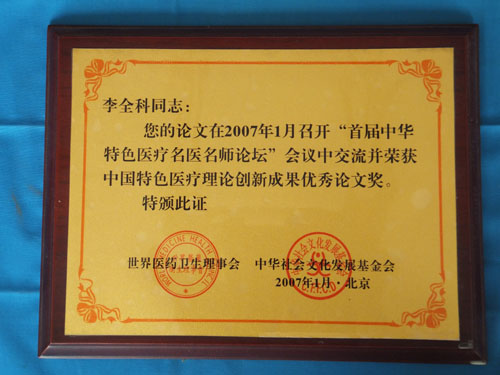 李全科同志：
您的论文在2007年1月召开“首届中华
特色医疗名医名师论坛”会议中交流并荣获
中国特色医疗理论创新成果优秀论文奖。
特颁此证
世界医药卫生理事会 中华社会文化发展基金会
2007年1月·北京